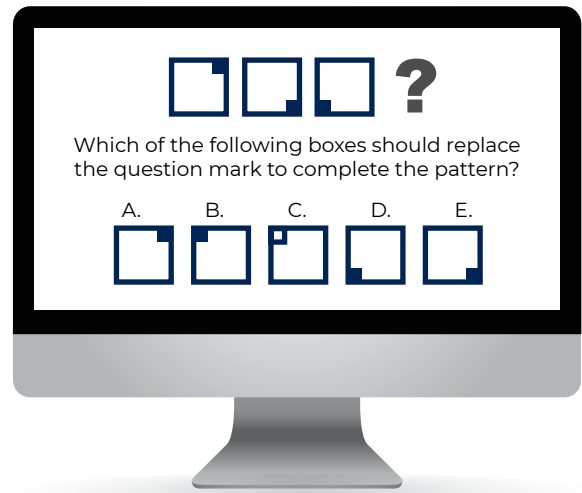 ?
Which of the following boxes should replace
the question mark to complete the pattern?
A. B. C. D. E.